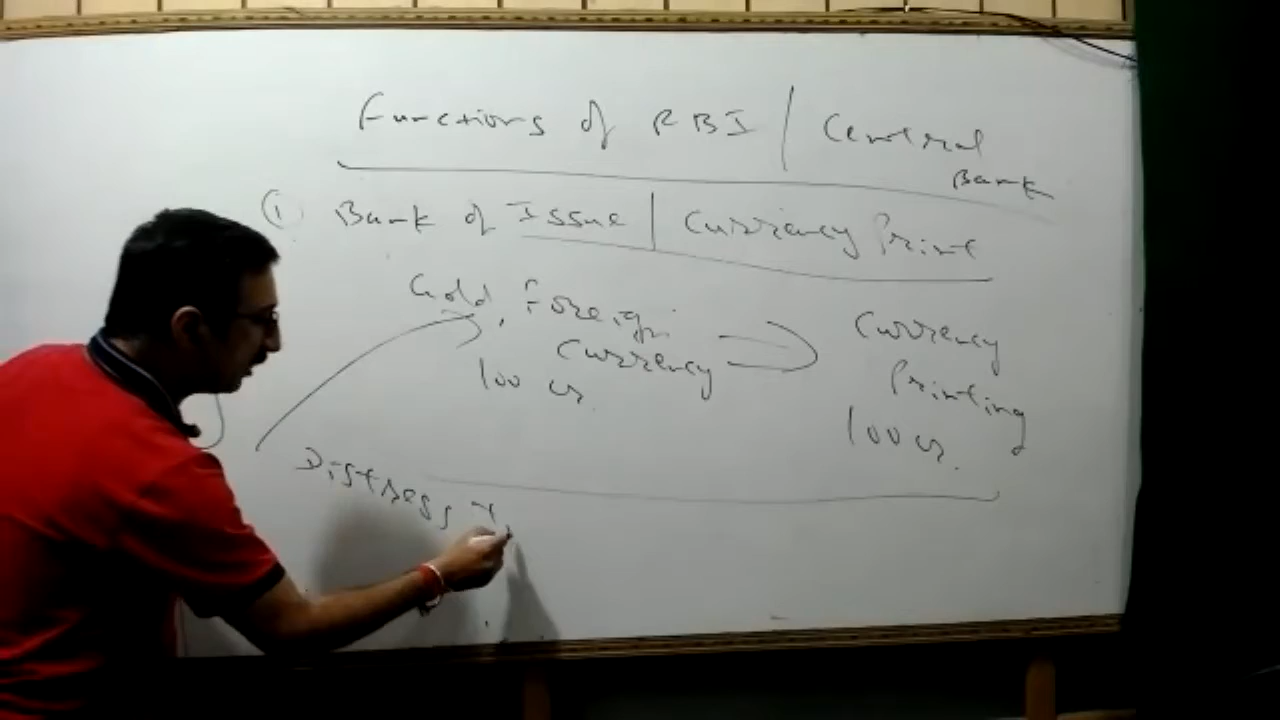 Functions of RBI / Central
Bank
(1) Bank of Issue | Currency Print
Gold, Foreign
Currency
100 cr.
Currency
Printing
100 cr.
Distress